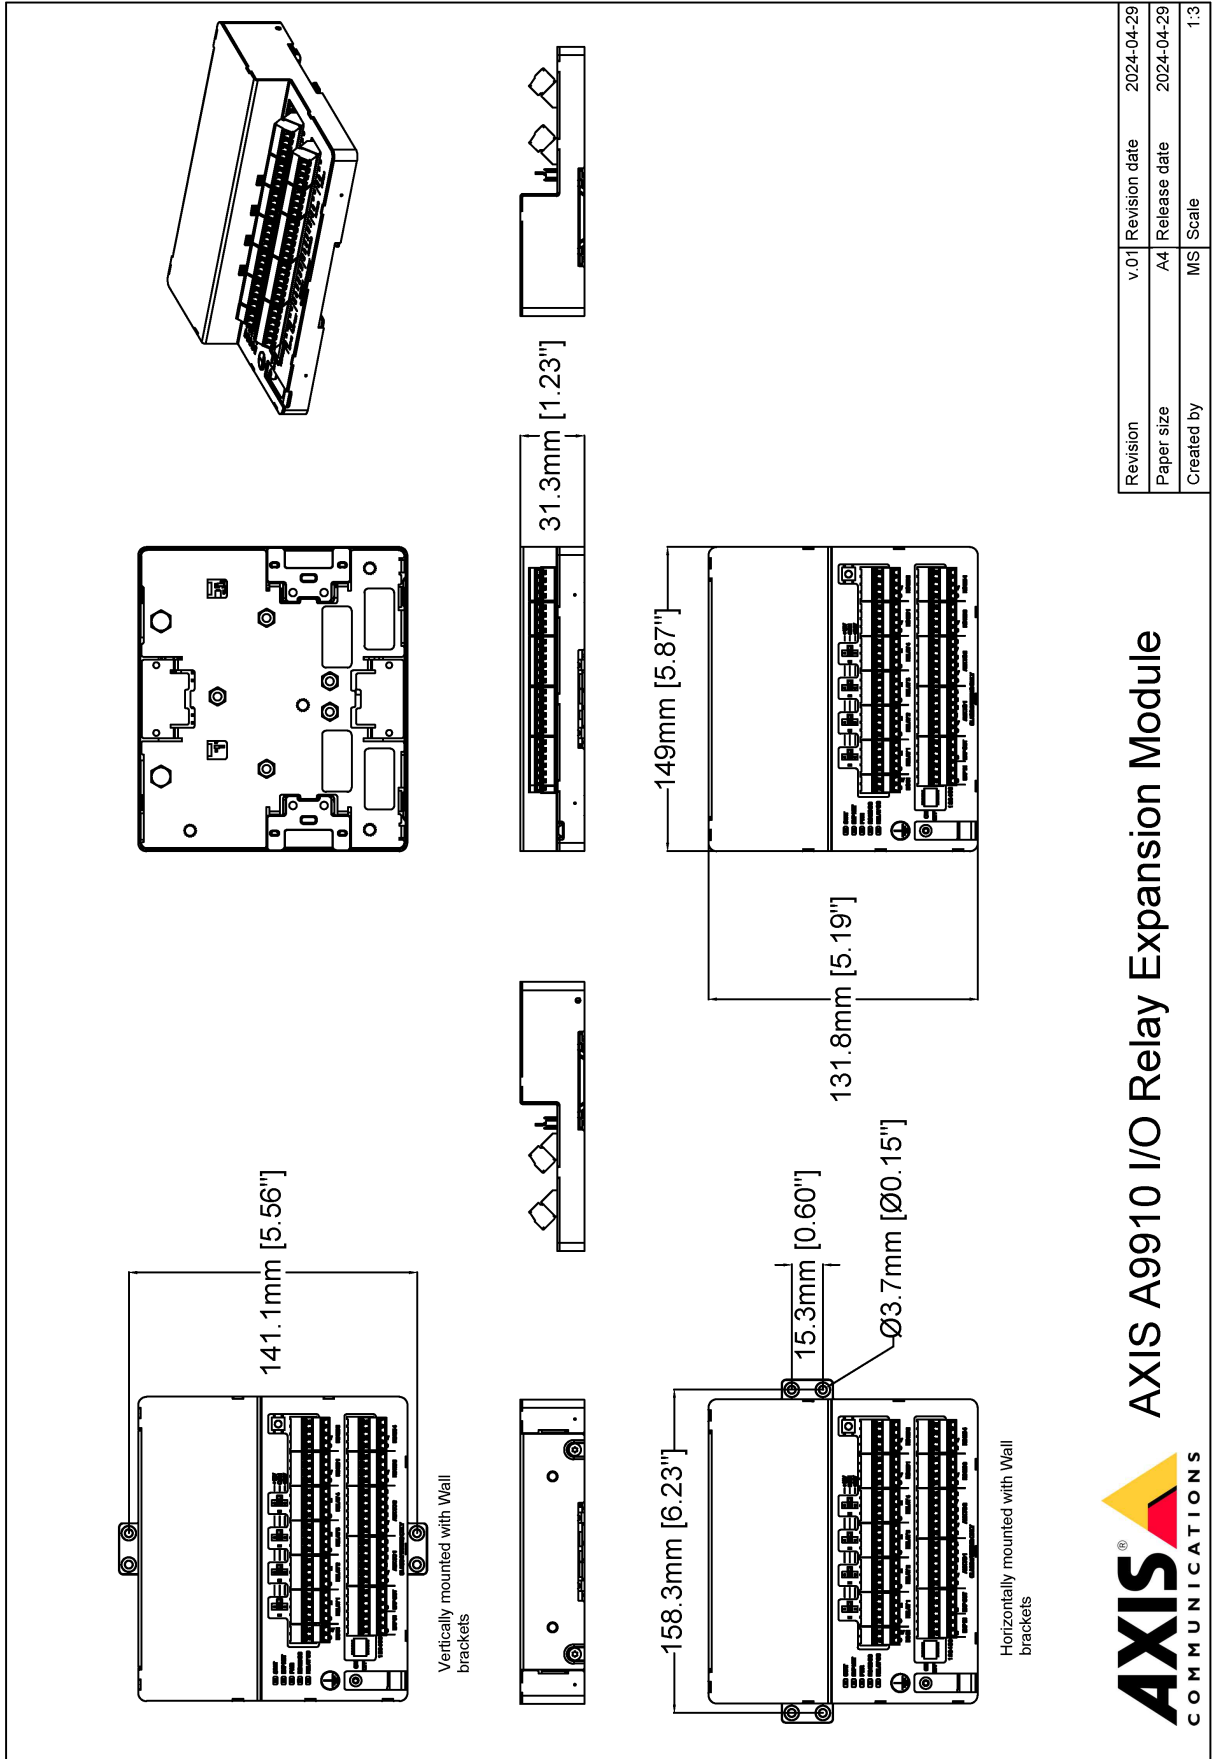 141.1mm [5.56"]
Vertically mounted with Wall
brackets
31.3mm [1.23"]
158.3mm [6.23"]
15.3mm [0.60"]
Ø3.7mm [Ø0.15"]
Horizontally mounted with Wall
brackets
149mm [5.87"]
131.8mm [5.19"]
AXIS®
COMMUNICATIONS
AXIS A9910 I/O Relay Expansion Module
Revision v.01 Revision date 2024-04-29
Paper size A4 Release date 2024-04-29
Created by MS Scale 1:3